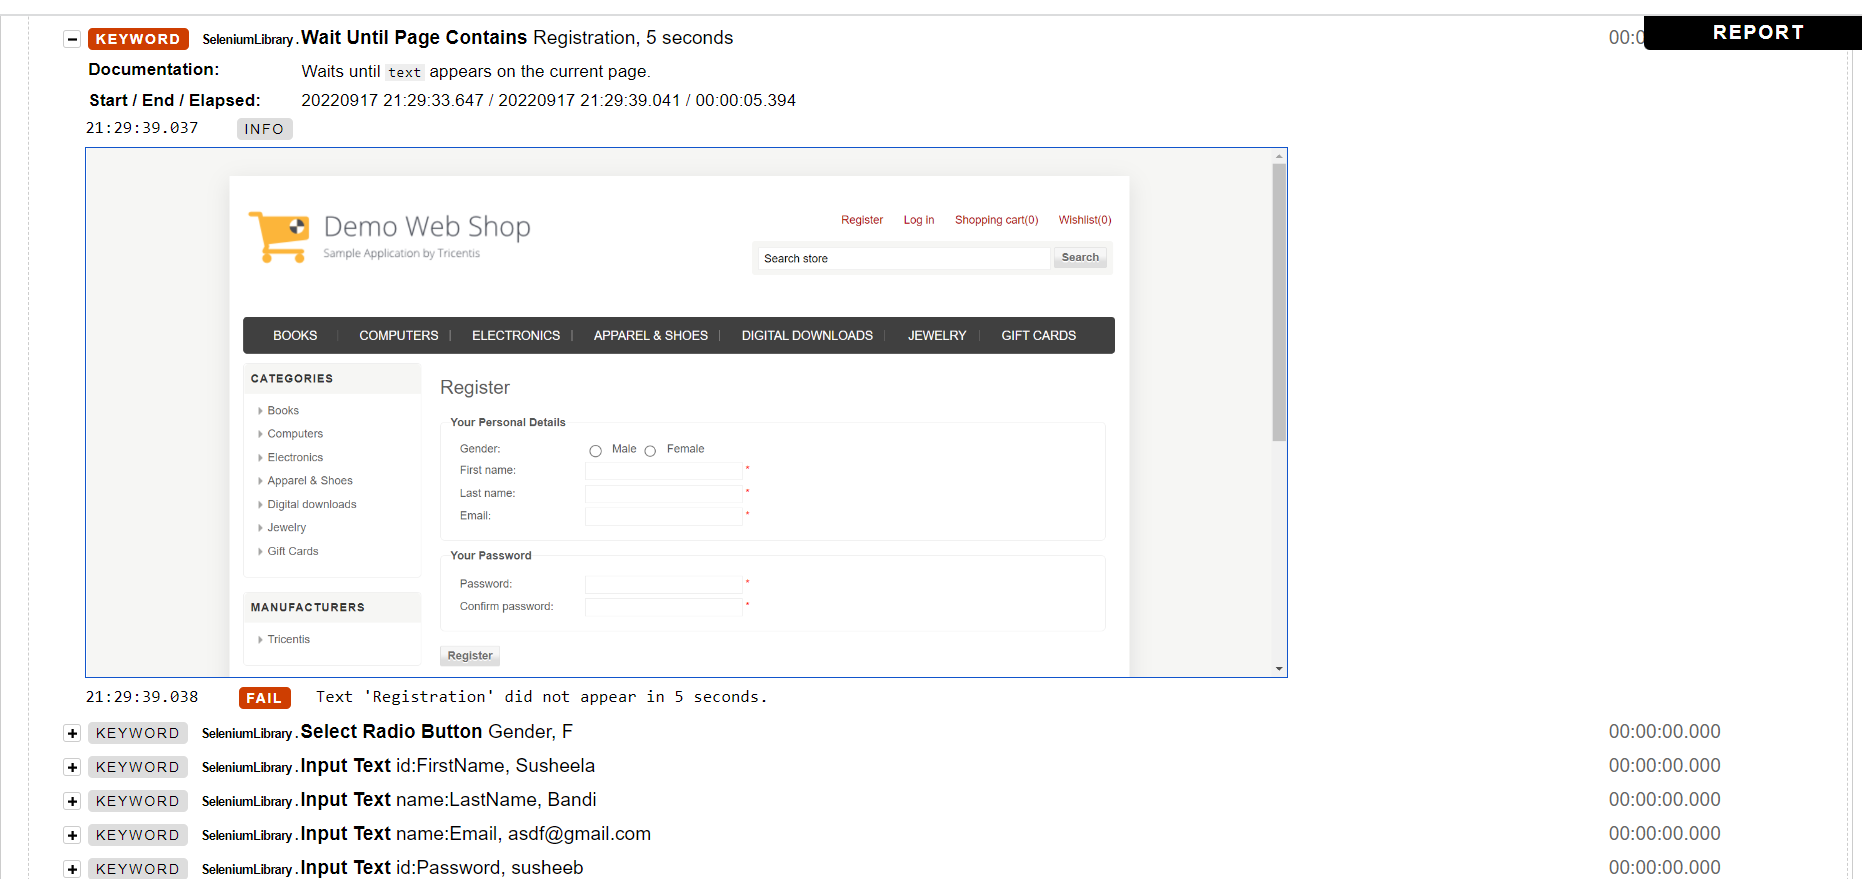 KEYWORD SeleniumLibrary.Wait Until Page Contains Registration, 5 seconds 00:0
REPORT
Documentation: Waits until text appears on the current page.
Start / End / Elapsed: 20220917 21:29:33.647 / 20220917 21:29:39.041 / 00:00:05.394
21:29:39.037 INFO
Demo Web Shop
Sample Application by Tricentis
Register Log in Shopping cart(0) Wishlist(0)
Search store Search
BOOKS COMPUTERS ELECTRONICS APPAREL & SHOES DIGITAL DOWNLOADS JEWELRY GIFT CARDS
CATEGORIES
Books
Computers
Electronics
Apparel & Shoes
Digital downloads
Jewelry
Gift Cards
MANUFACTURERS
Tricentis
Register
Your Personal Details
Gender: Male Female
First name: *
Last name: *
Email: *
Your Password
Password: *
Confirm password: *
Register
21:29:39.038 FAIL Text 'Registration' did not appear in 5 seconds.
KEYWORD SeleniumLibrary.Select Radio Button Gender, F 00:00:00.000
KEYWORD SeleniumLibrary.Input Text id:FirstName, Susheela 00:00:00.000
KEYWORD SeleniumLibrary.Input Text name:LastName, Bandi 00:00:00.000
KEYWORD SeleniumLibrary.Input Text name:Email, asdf@gmail.com 00:00:00.000
KEYWORD SeleniumLibrary.Input Text id:Password, susheeb 00:00:00.000